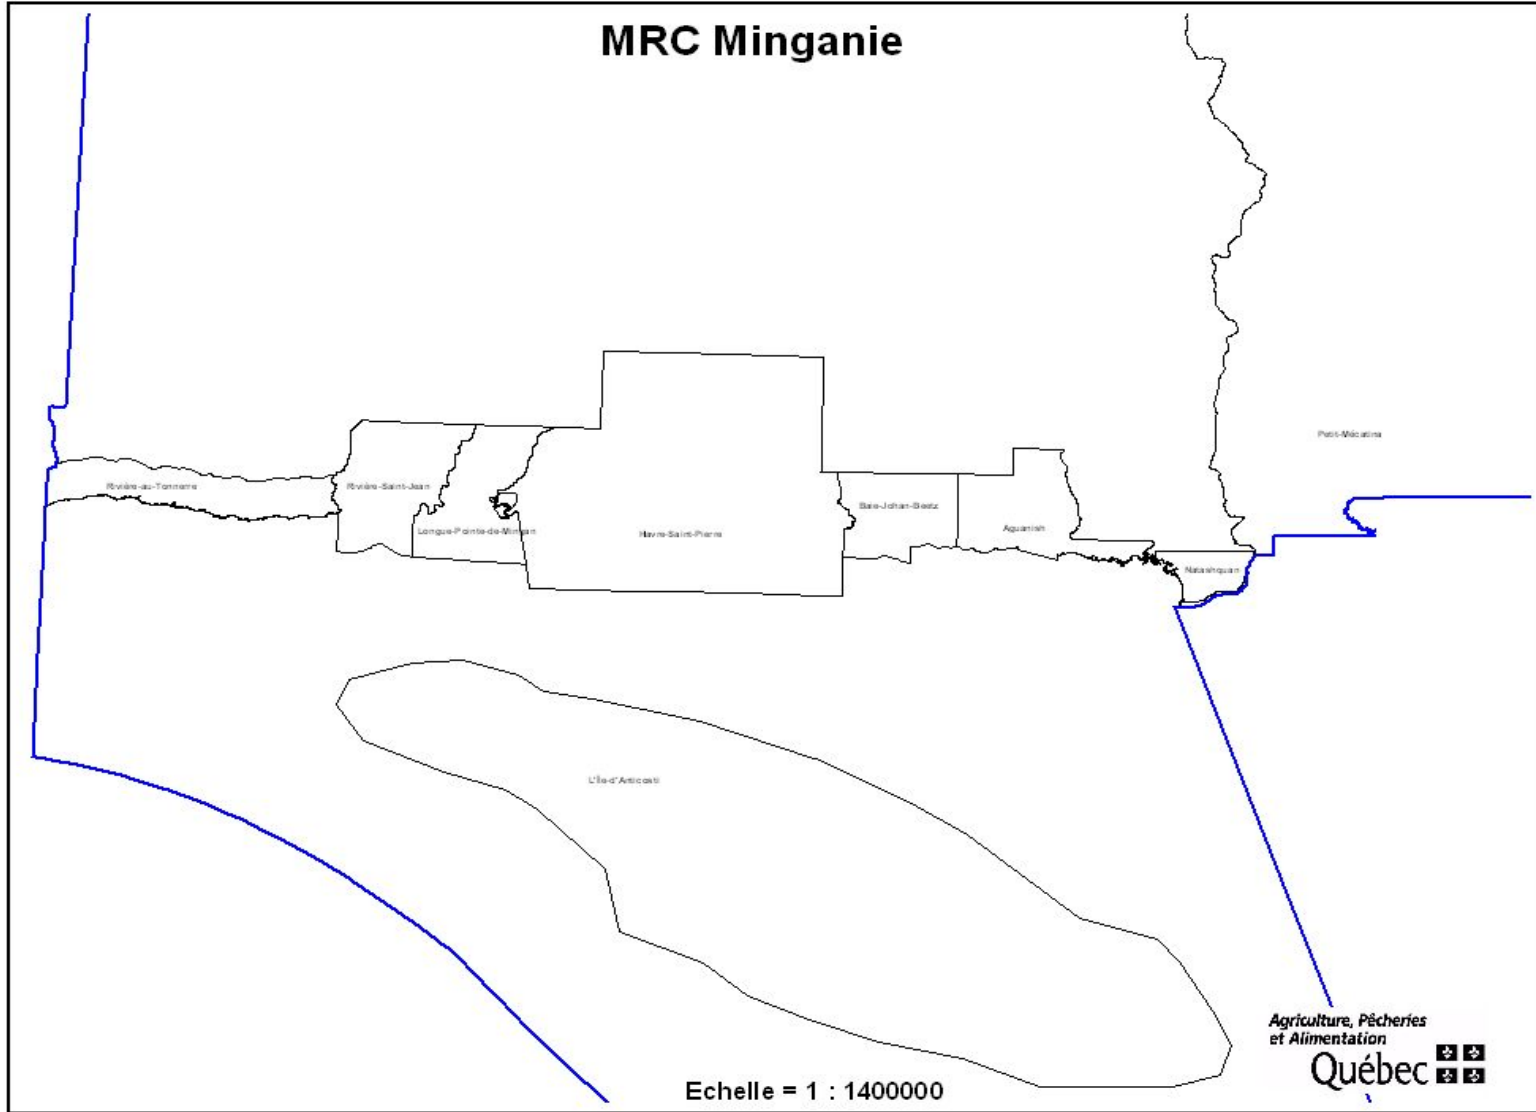 MRC Minganie
Petit-Mécatina
Rivière-au-Tonnerre
Rivière-Saint-Jean
Longue-Pointe-de-Mingan
Havre-Saint-Pierre
Baie-Johan-Beetz
Aguanish
Natashquan
L'Île-d'Anticosti
Agriculture, Pêcheries
et Alimentation
Québec
Echelle = 1 : 1400000